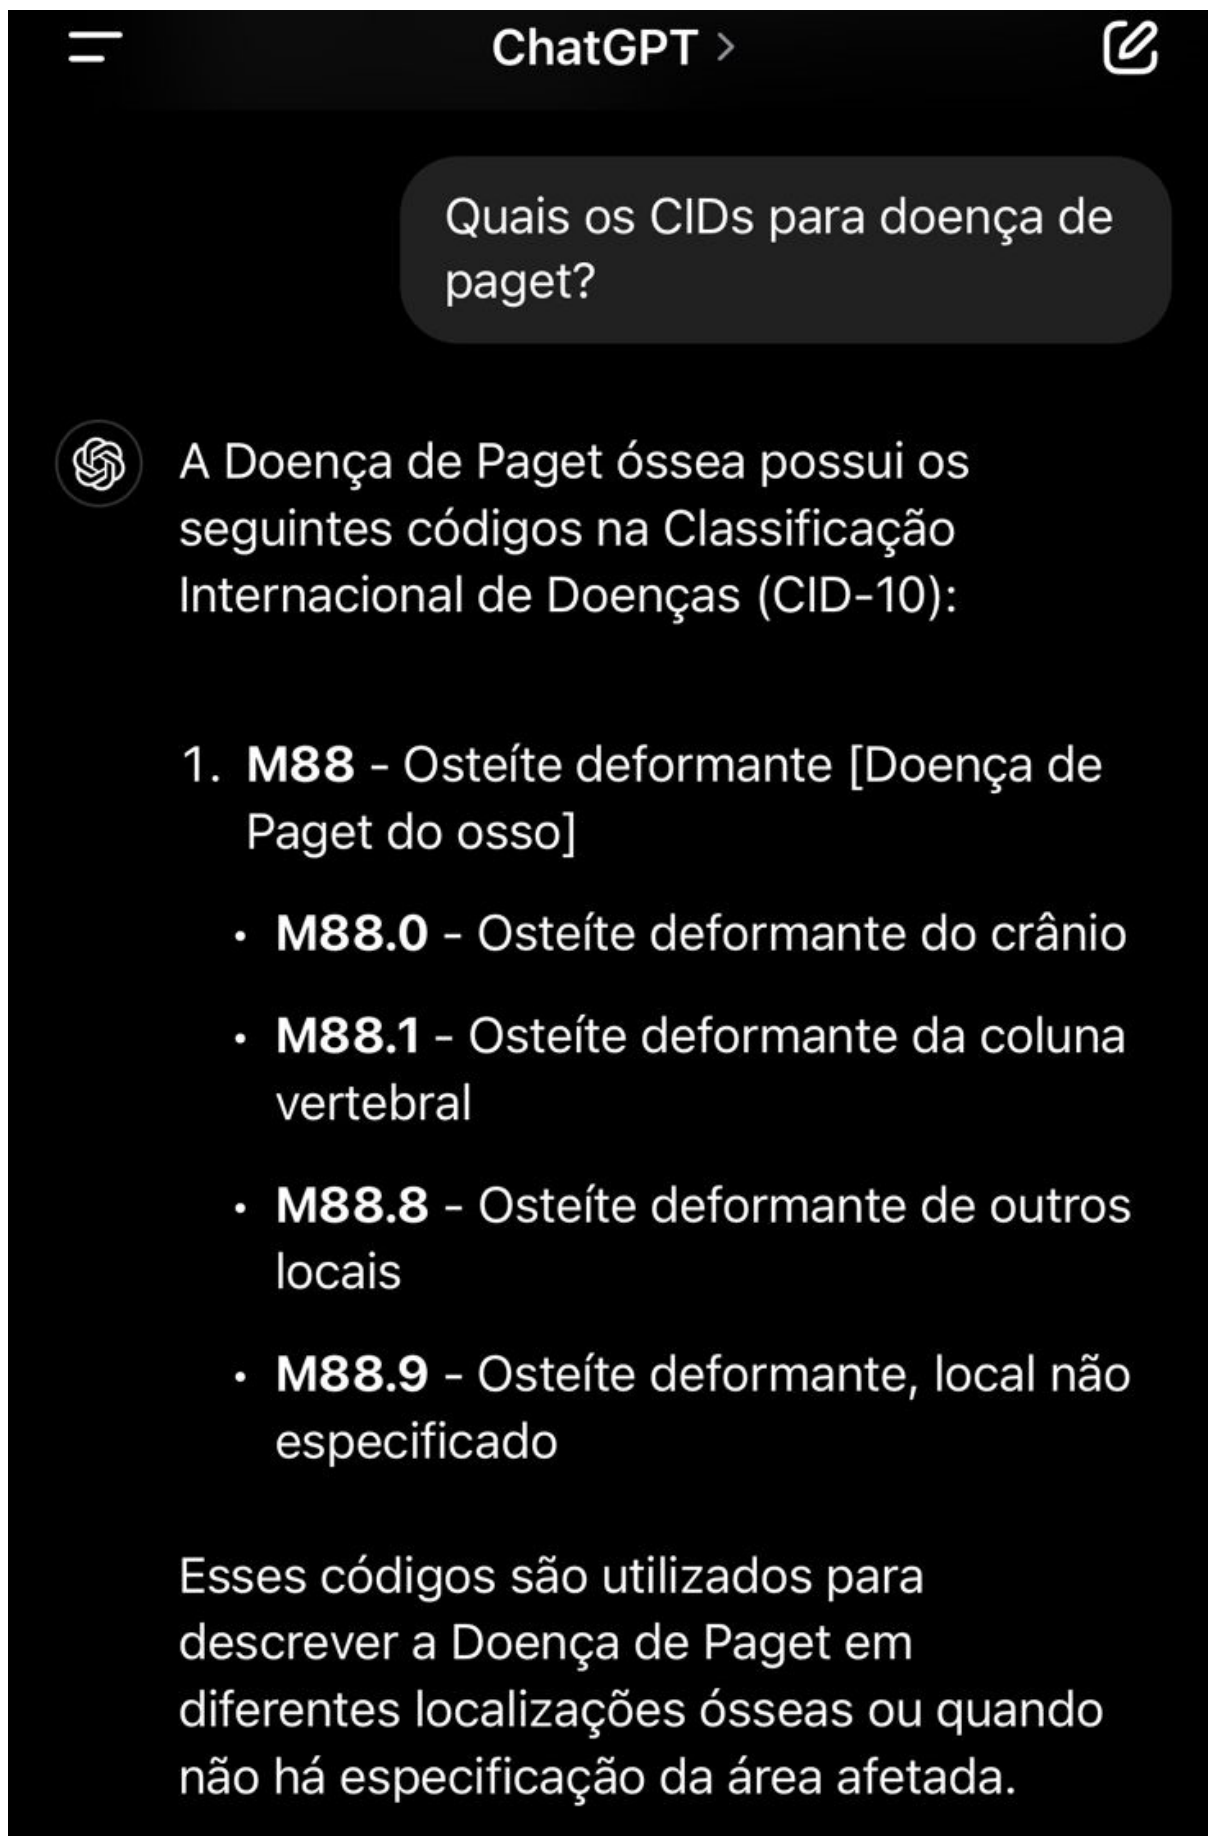 ChatGPT >
Quais os CIDs para doença de
paget?
A Doença de Paget óssea possui os
seguintes códigos na Classificação
Internacional de Doenças (CID-10):
1. M88 - Osteíte deformante [Doença de
Paget do osso]
• M88.0 - Osteíte deformante do crânio
• M88.1 - Osteíte deformante da coluna
vertebral
• M88.8 - Osteíte deformante de outros
locais
• M88.9 - Osteíte deformante, local não
especificado
Esses códigos são utilizados para
descrever a Doença de Paget em
diferentes localizações ósseas ou quando
não há especificação da área afetada.